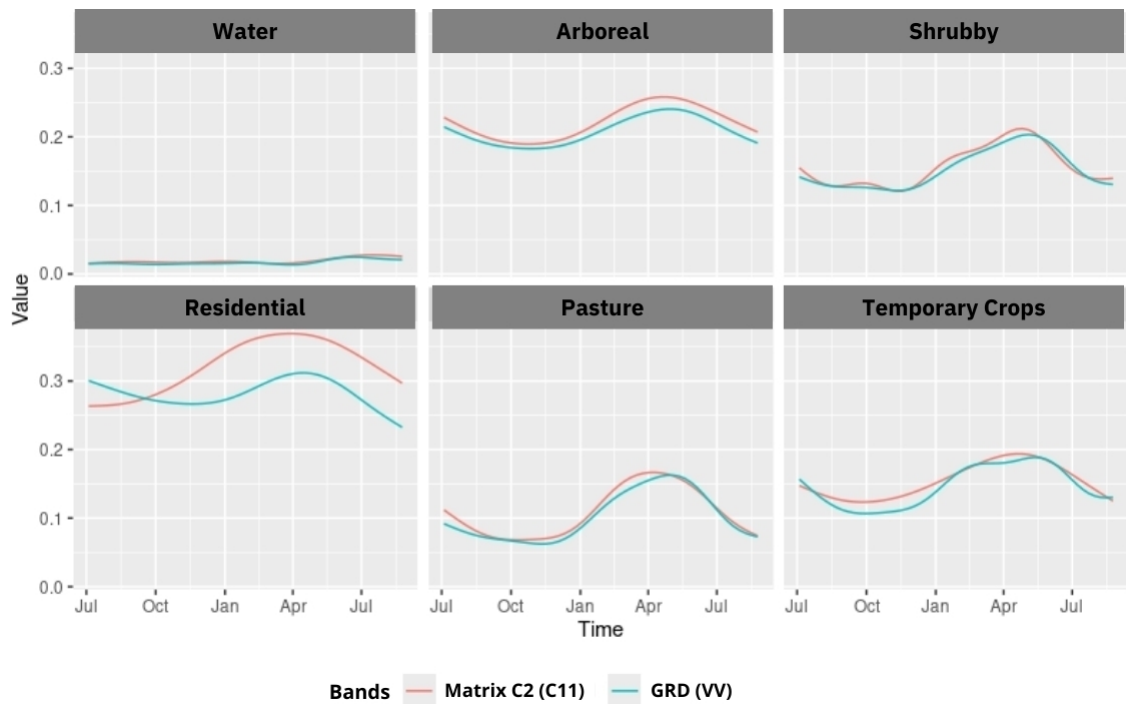 Water Arboreal Shrubby
0.3
0.2
0.1
0.0
Value
Residential Pasture Temporary Crops
0.3
0.2
0.1
0.0
Jul Oct Jan Apr Jul Jul Oct Jan Apr Jul Jul Oct Jan Apr Jul
Time
Bands Matrix C2 (C11) GRD (VV)